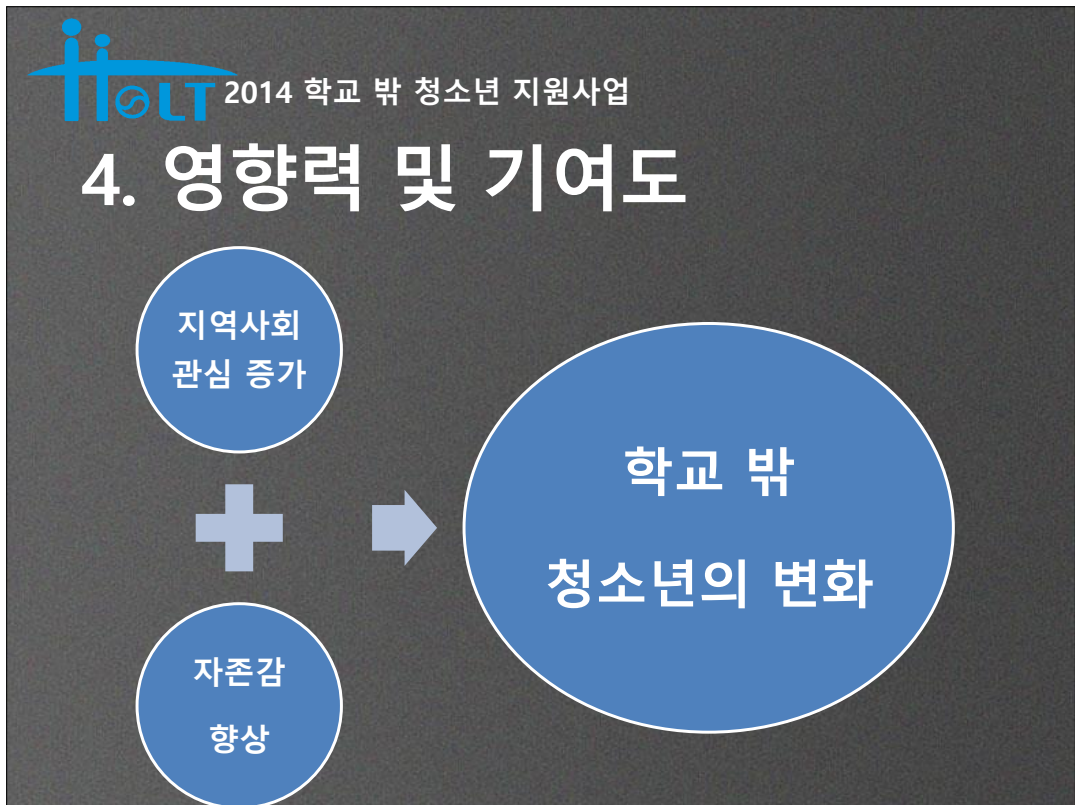 HOLT 2014 학교 밖 청소년 지원사업
4. 영향력 및 기여도
지역사회
관심 증가
자존감
향상
학교 밖
청소년의 변화